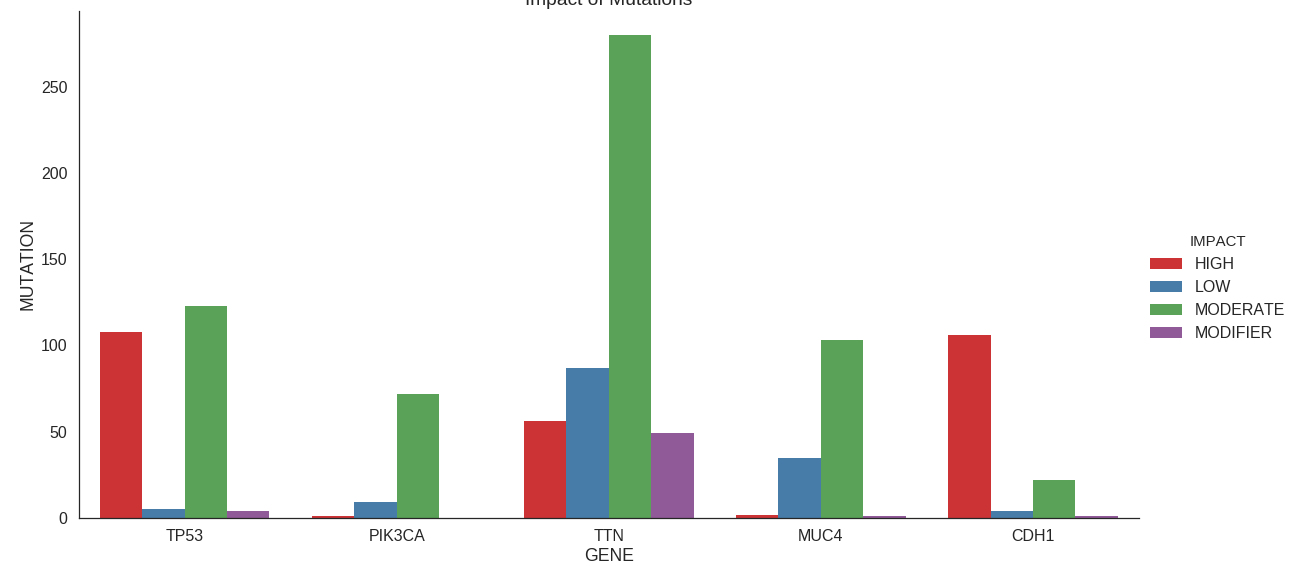 Impact of Mutations
250
200
150
100
50
0
MUTATION
TP53 PIK3CA TTN MUC4 CDH1
GENE
IMPACT
HIGH
LOW
MODERATE
MODIFIER